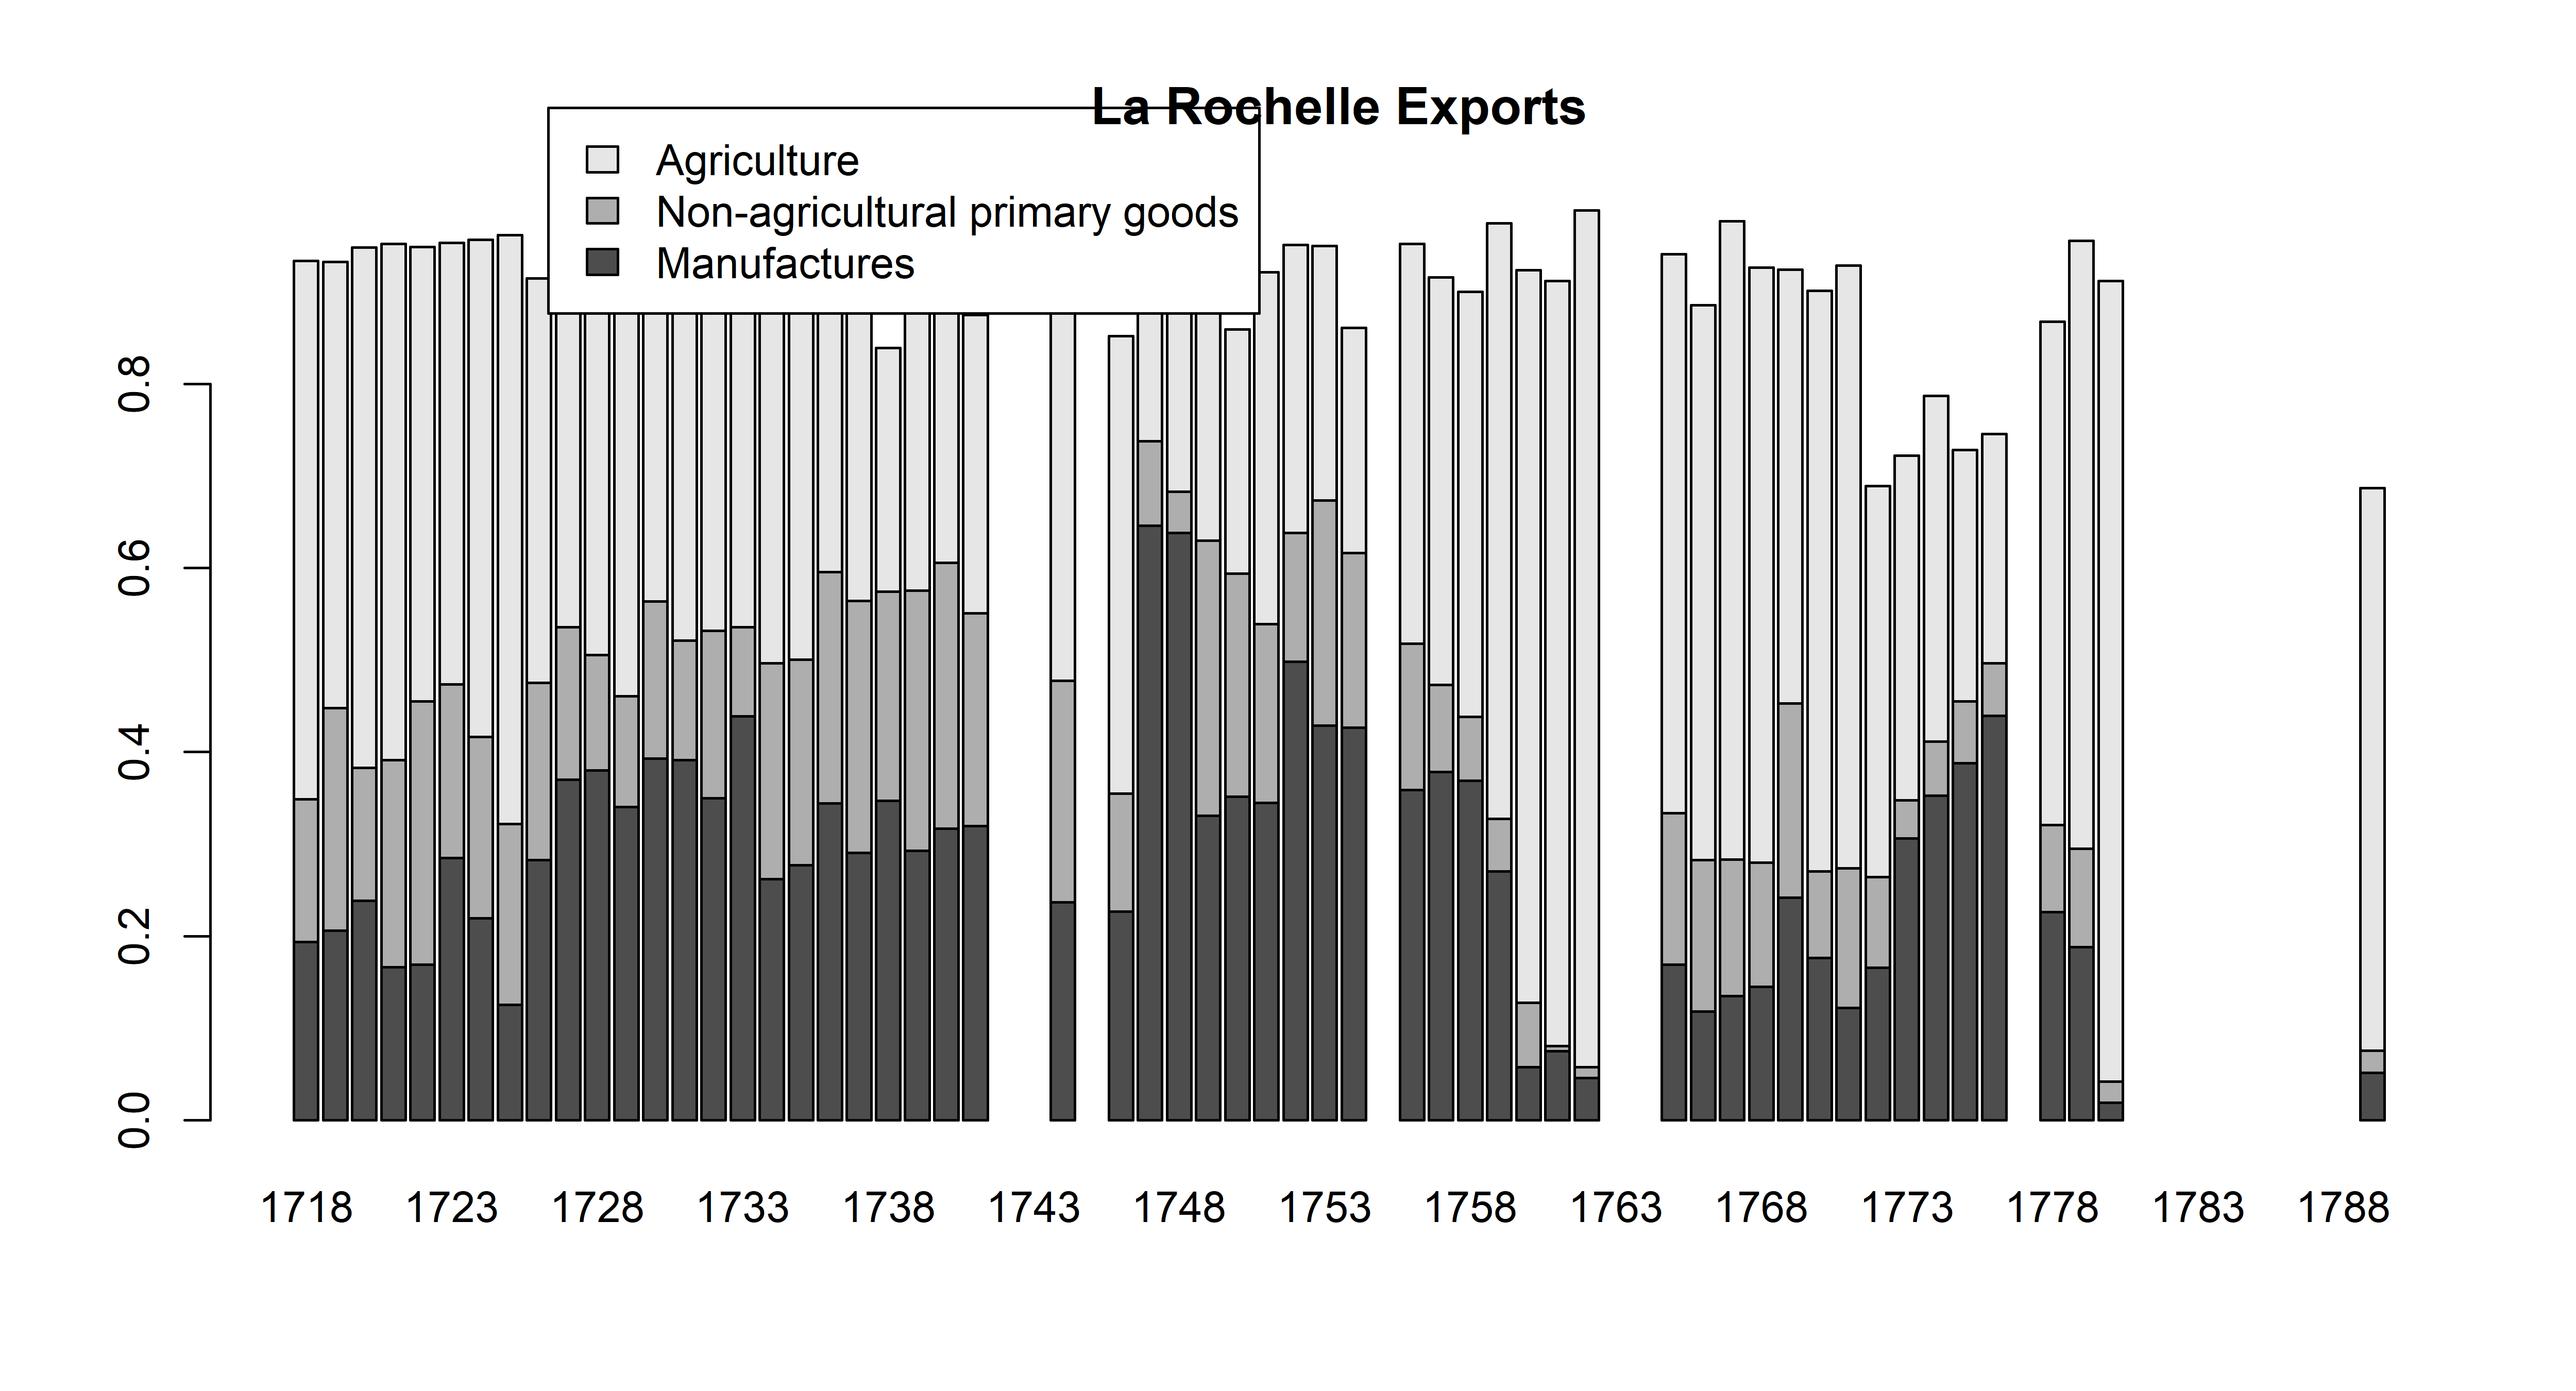 La Rochelle Exports
Agriculture
Non-agricultural primary goods
Manufactures
0.8
0.6
0.4
0.2
0.0
1718 1723 1728 1733 1738 1743 1748 1753 1758 1763 1768 1773 1778 1783 1788